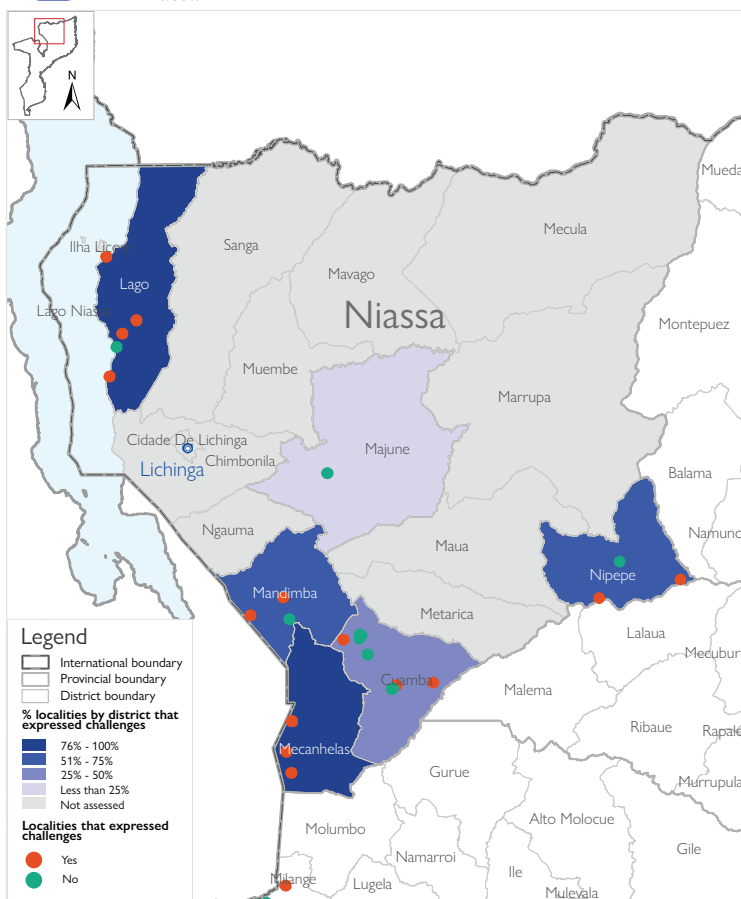 N
Mueda
Mecula
Sanga
Ilha Licom
Mavago
Lago
Lago Niassa
Niassa
Montepuez
Muembe
Marrupa
Cidade De Lichinga
Majune
Chimbonila
Lichinga
Balama
Ngauma
Namuno
Maua
Nipepe
Mandimba
Metarica
Lalaua
Mecubur
Cuamba
Malema
Ribaue
Rapale
Mecanhelas
Gurue
Murrupula
Molumbo
Alto Molocue
Gile
Namarroi
Ile
Milange
Lugela
Mulevala
Legend
International boundary
Provincial boundary
District boundary
% localities by district that
expressed challenges
76% - 100%
51% - 75%
25% - 50%
Less than 25%
Not assessed
Localities that expressed
challenges
Yes
No